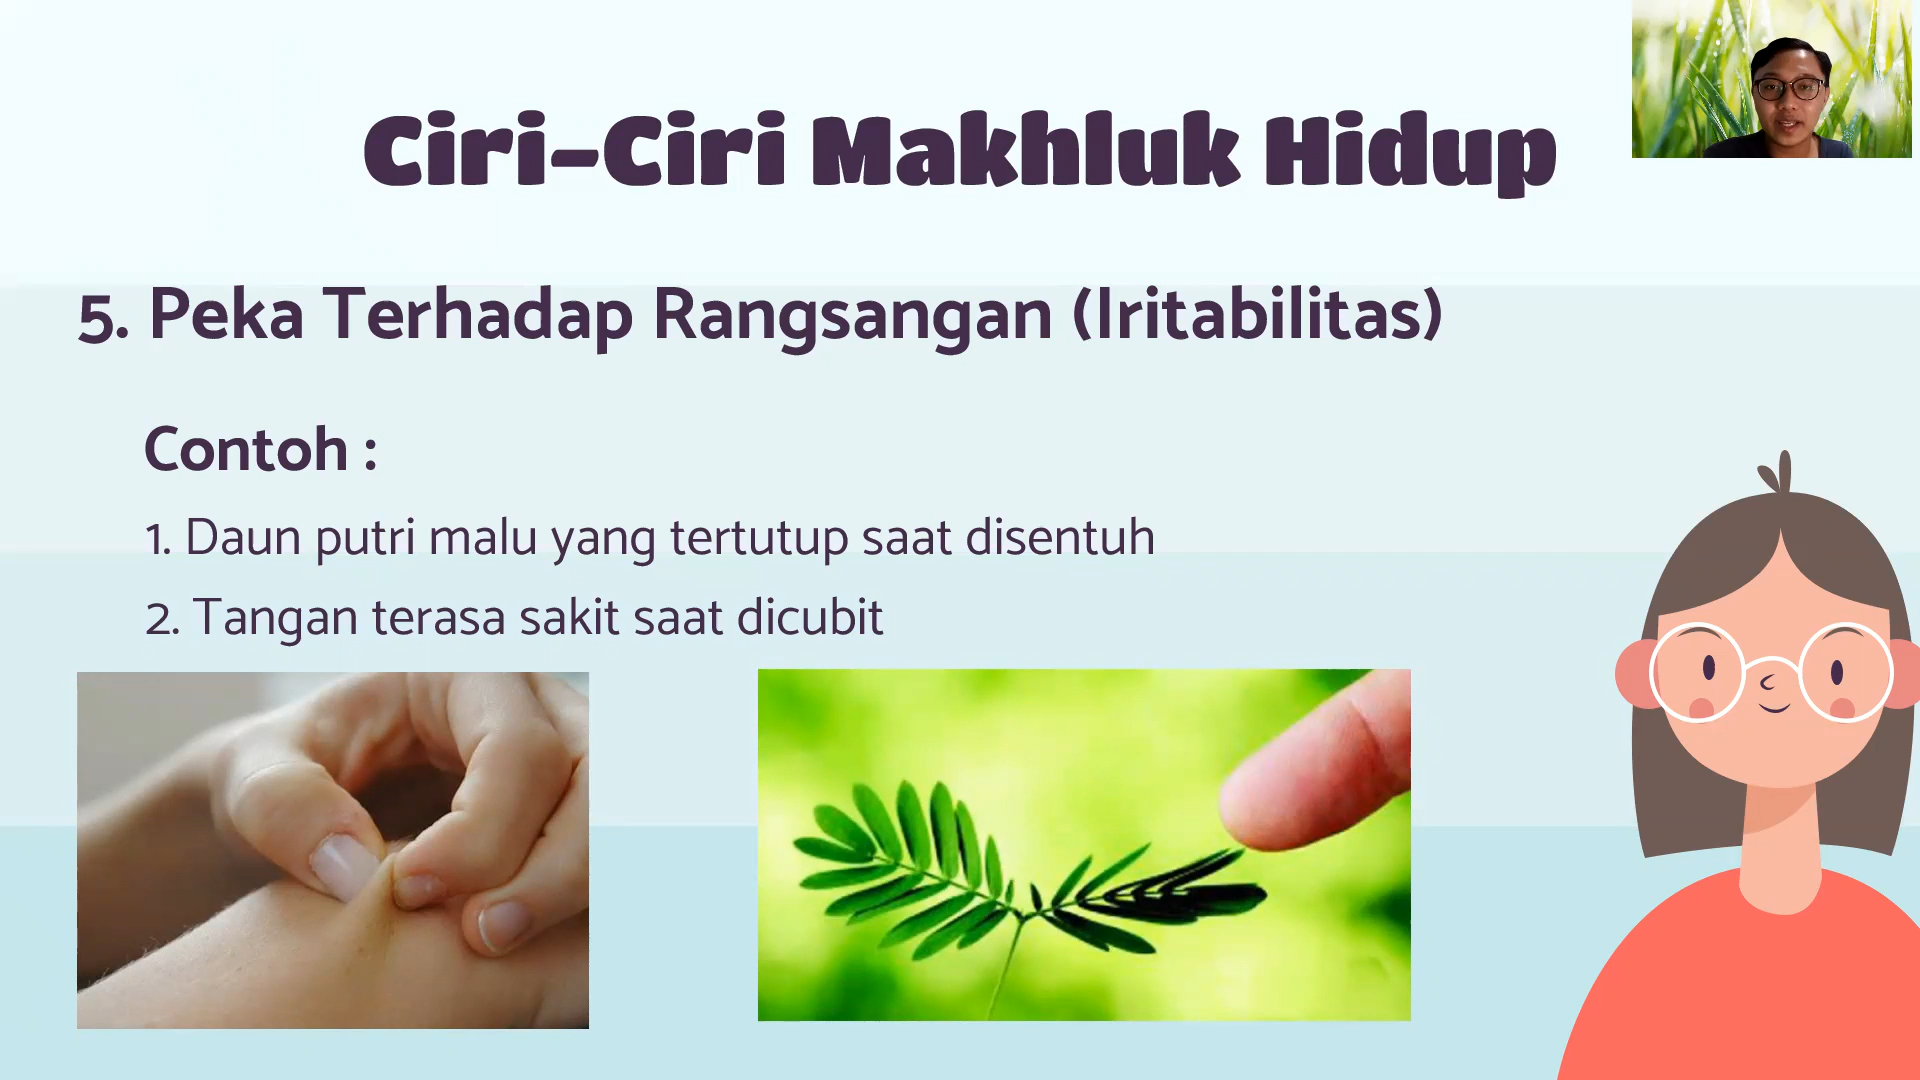 Ciri-Ciri Makhluk Hidup
5. Peka Terhadap Rangsangan (Iritabilitas)
Contoh :
1. Daun putri malu yang tertutup saat disentuh
2. Tangan terasa sakit saat dicubit